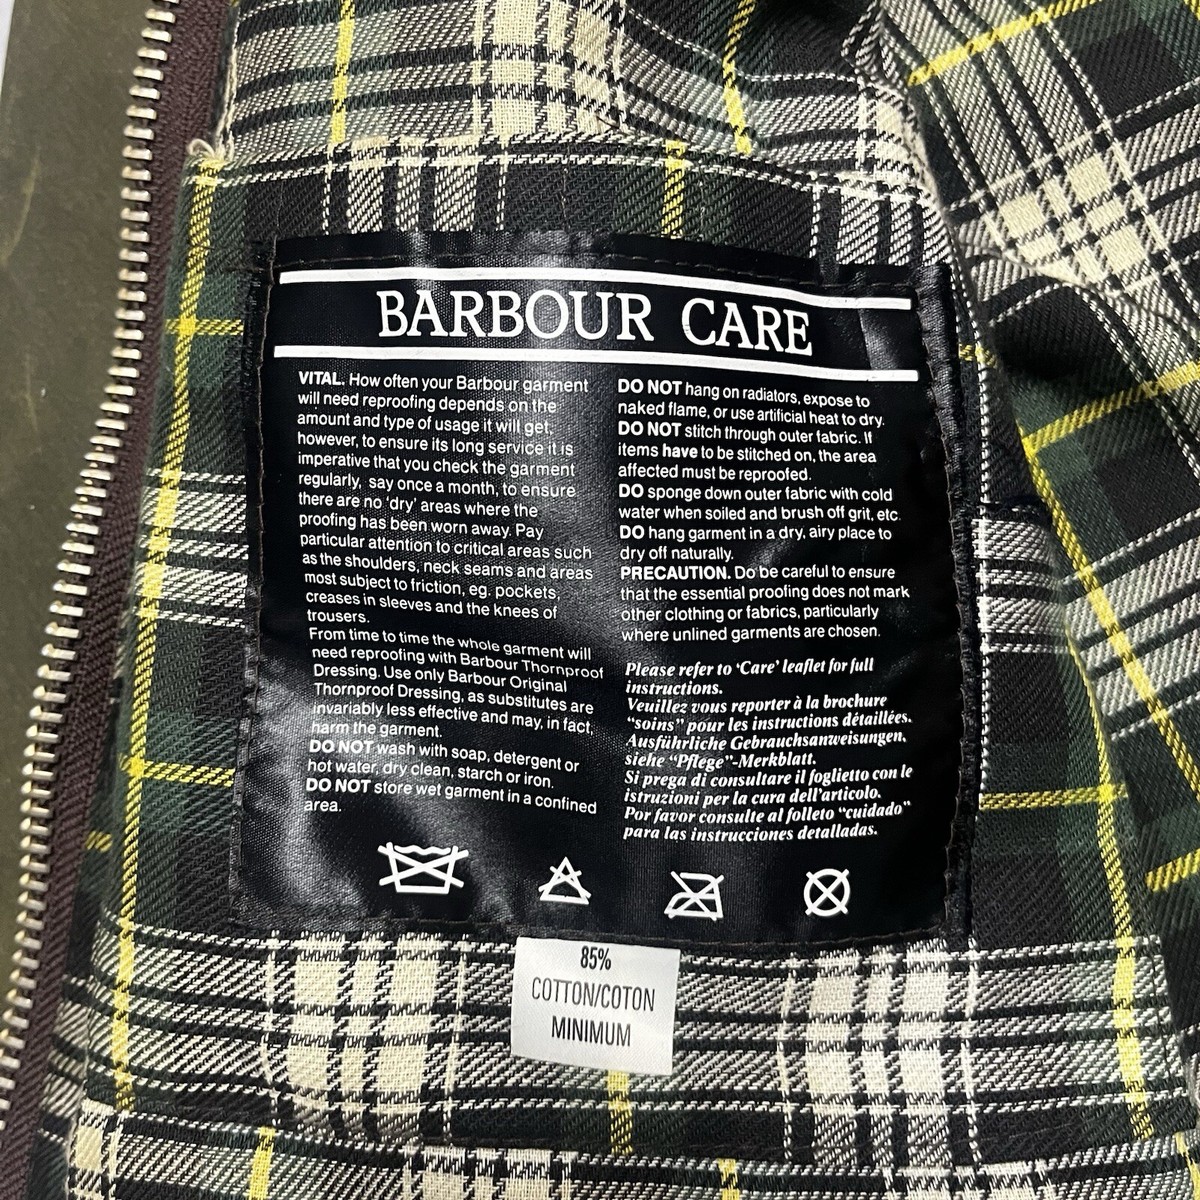 BARBOUR CARE
VITAL. How often your Barbour garment
will need reproofing depends on the
amount and type of usage it will get,
however, to ensure its long service it is
imperative that you check the garment
regularly, say once a month, to ensure
there are no 'dry' areas where the
proofing has been worn away. Pay
particular attention to critical areas such
as the shoulders, neck seams and areas
most subject to friction, eg. pockets,
creases in sleeves and the knees of
trousers.
From time to time the whole garment will
need reproofing with Barbour Thornproof
Dressing. Use only Barbour Original
Thornproof Dressing, as substitutes are
invariably less effective and may, in fact,
harm the garment.
DO NOT wash with soap, detergent or
hot water, dry clean, starch or iron.
DO NOT store wet garment in a confined
area.
DO NOT hang on radiators, expose to
naked flame, or use artificial heat to dry.
DO NOT stitch through outer fabric. If
items have to be stitched on, the area
affected must be reproofed.
DO sponge down outer fabric with cold
water when soiled and brush off grit, etc.
DO hang garment in a dry, airy place to
dry off naturally.
PRECAUTION. Do be careful to ensure
that the essential proofing does not mark
other clothing or fabrics, particularly
where unlined garments are chosen.
Please refer to 'Care' leaflet for full
instructions.
Veuillez vous reporter à la brochure
"soins" pour les instructions détaillées.
Ausführliche Gebrauchsanweisungen,
siehe "Pflege"-Merkblatt.
Si prega di consultare il foglietto con le
istruzioni per la cura dell'articolo.
Por favor consulte al folleto "cuidado"
para las instrucciones detalladas.
85%
COTTON/COTON
MINIMUM